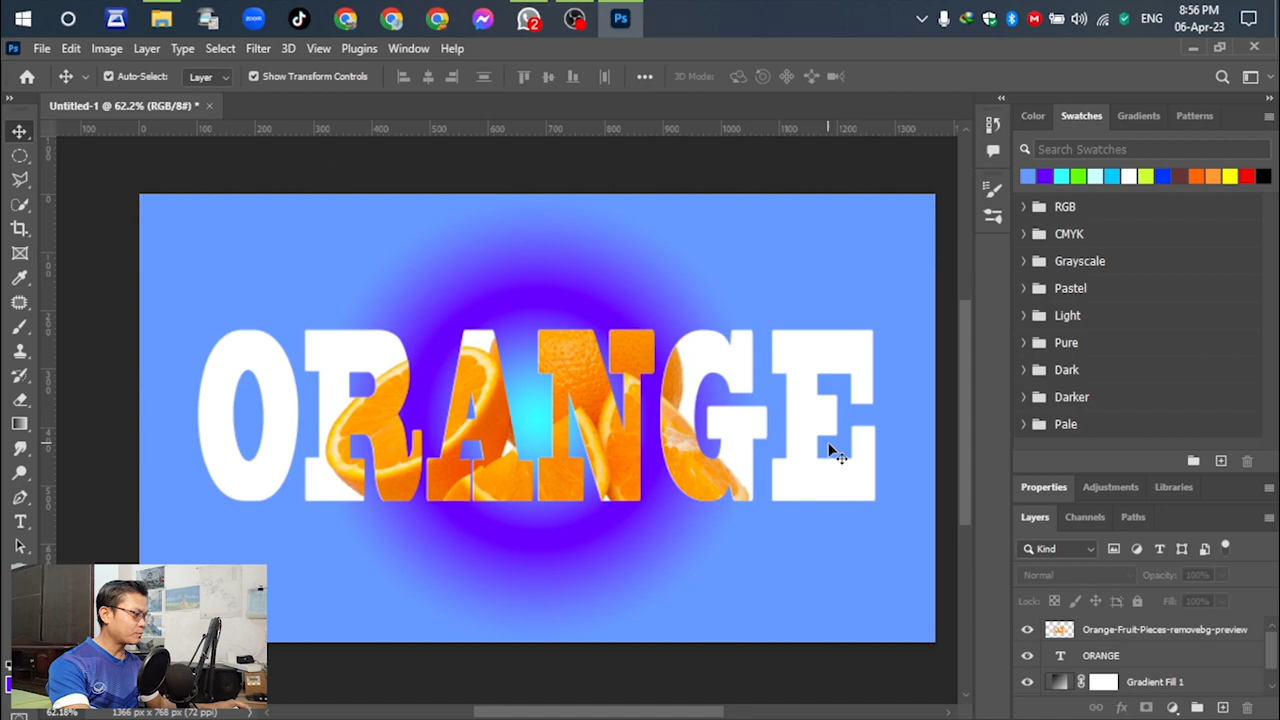 8:56 PM
ENG
06-Apr-23
zoom
2
Ps
Ps File Edit Image Layer Type Select Filter 3D View Plugins Window Help
Auto-Select: Layer Show Transform Controls 3D Mode:
Untitled-1 @ 62.2% (RGB/8#) *
100 0 100 200 300 400 500 600 700 800 900 1000 1100 1200 1300
ORANGE
Color Swatches Gradients Patterns
Search Swatches
RGB
CMYK
Grayscale
Pastel
Light
Pure
Dark
Darker
Pale
Properties Adjustments Libraries
Layers Channels Paths
Kind
Normal Opacity: 100%
Lock: Fill: 100%
Orange-Fruit-Pieces-removebg-preview
T ORANGE
Gradient Fill 1
62.18% 1366 px x 768 px (72 ppi)